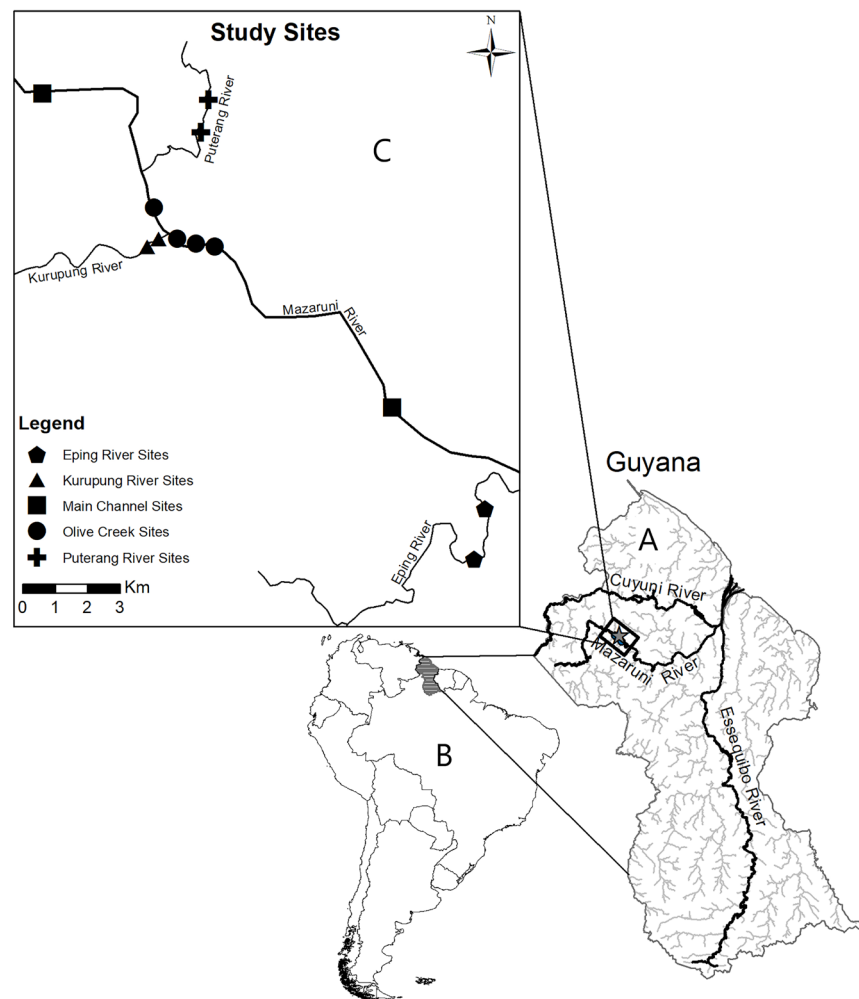 Study Sites
N
Puterang River
C
Kurupung River
Mazaruni
River
Legend
Eping River Sites
Kurupung River Sites
Main Channel Sites
Olive Creek Sites
Puterang River Sites
Km
0 1 2 3
Eping River
Guyana
A
Cuyuni River
Mazaruni
River
Essequibo River
B